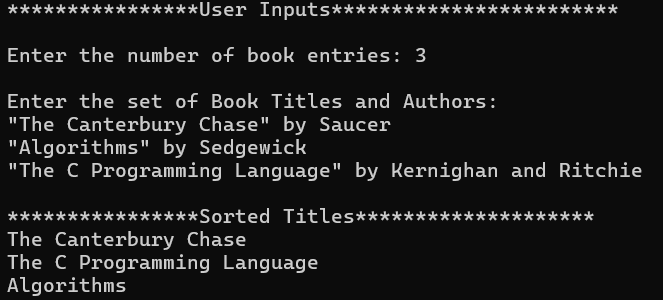 ****************User Inputs************************
Enter the number of book entries: 3
Enter the set of Book Titles and Authors:
"The Canterbury Chase" by Saucer
"Algorithms" by Sedgewick
"The C Programming Language" by Kernighan and Ritchie
****************Sorted Titles********************
The Canterbury Chase
The C Programming Language
Algorithms